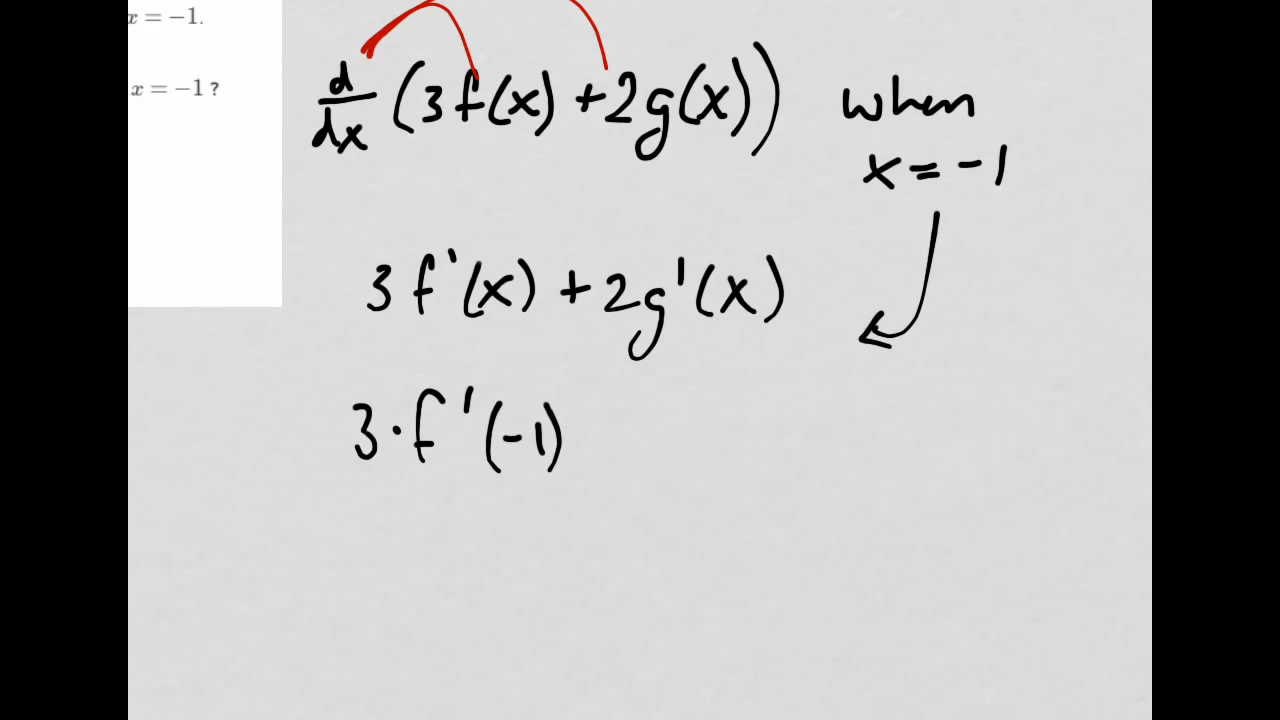 x = −1.
x = −1 ?
d/dx (3f(x) + 2g(x)) when
x = -1
3f'(x) + 2g'(x)
3·f'(-1)